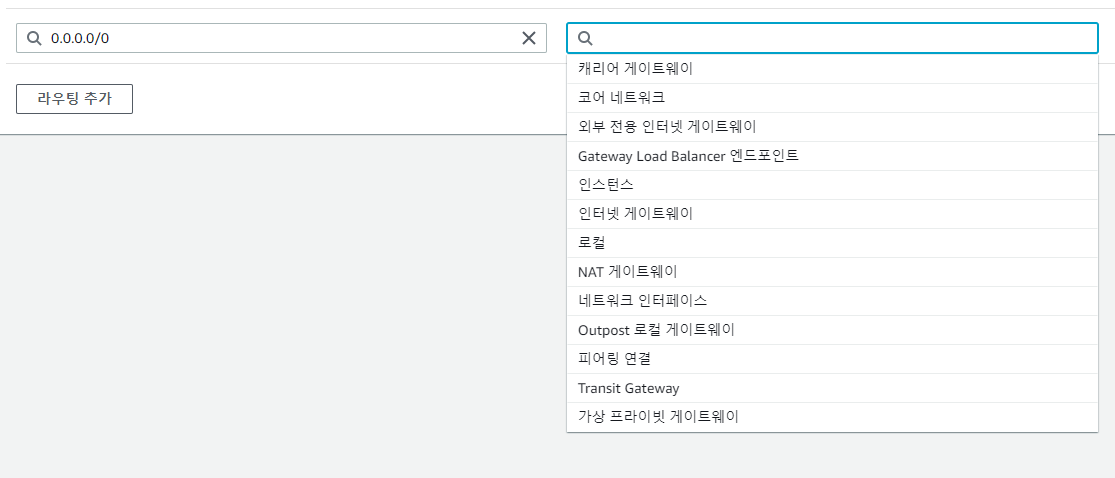 0.0.0.0/0
라우팅 추가
캐리어 게이트웨이
코어 네트워크
외부 전용 인터넷 게이트웨이
Gateway Load Balancer 엔드포인트
인스턴스
인터넷 게이트웨이
로컬
NAT 게이트웨이
네트워크 인터페이스
Outpost 로컬 게이트웨이
피어링 연결
Transit Gateway
가상 프라이빗 게이트웨이